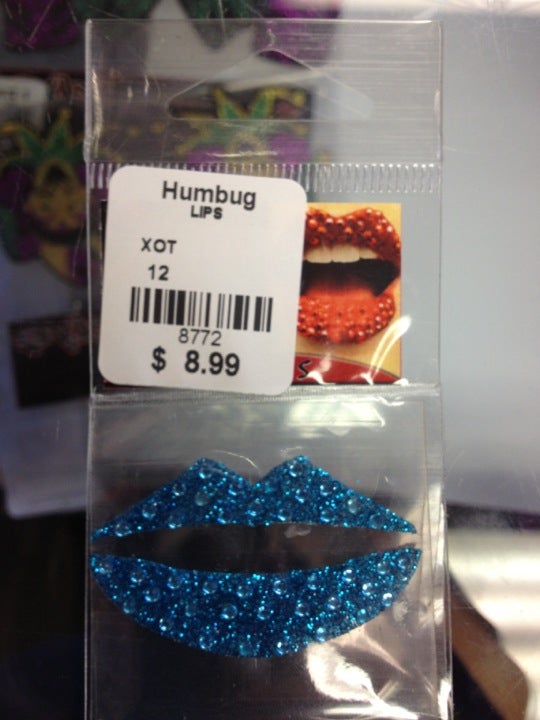 Humbug
LIPS
XOT
12
8772
$ 8.99
S